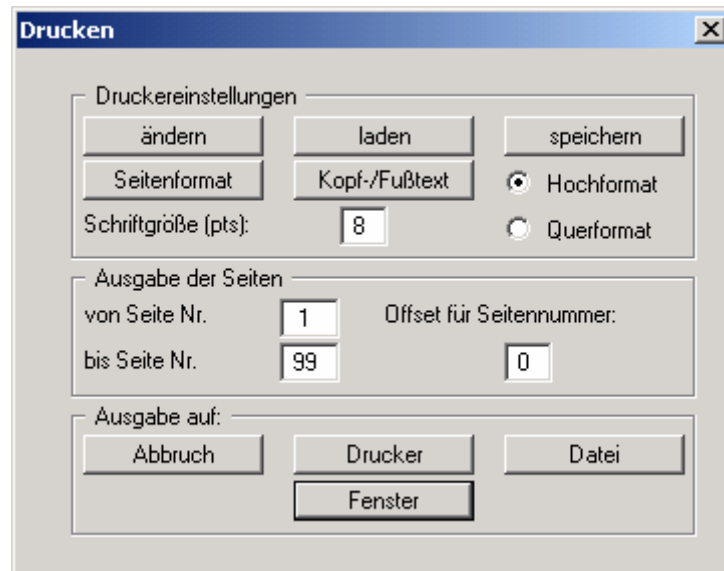 Drucken
Druckereinstellungen
ändern laden speichern
Seitenformat Kopf-/Fußtext Hochformat
Schriftgröße (pts): 8 Querformat
Ausgabe der Seiten
von Seite Nr. 1 Offset für Seitennummer:
bis Seite Nr. 99 0
Ausgabe auf:
Abbruch Drucker Datei
Fenster